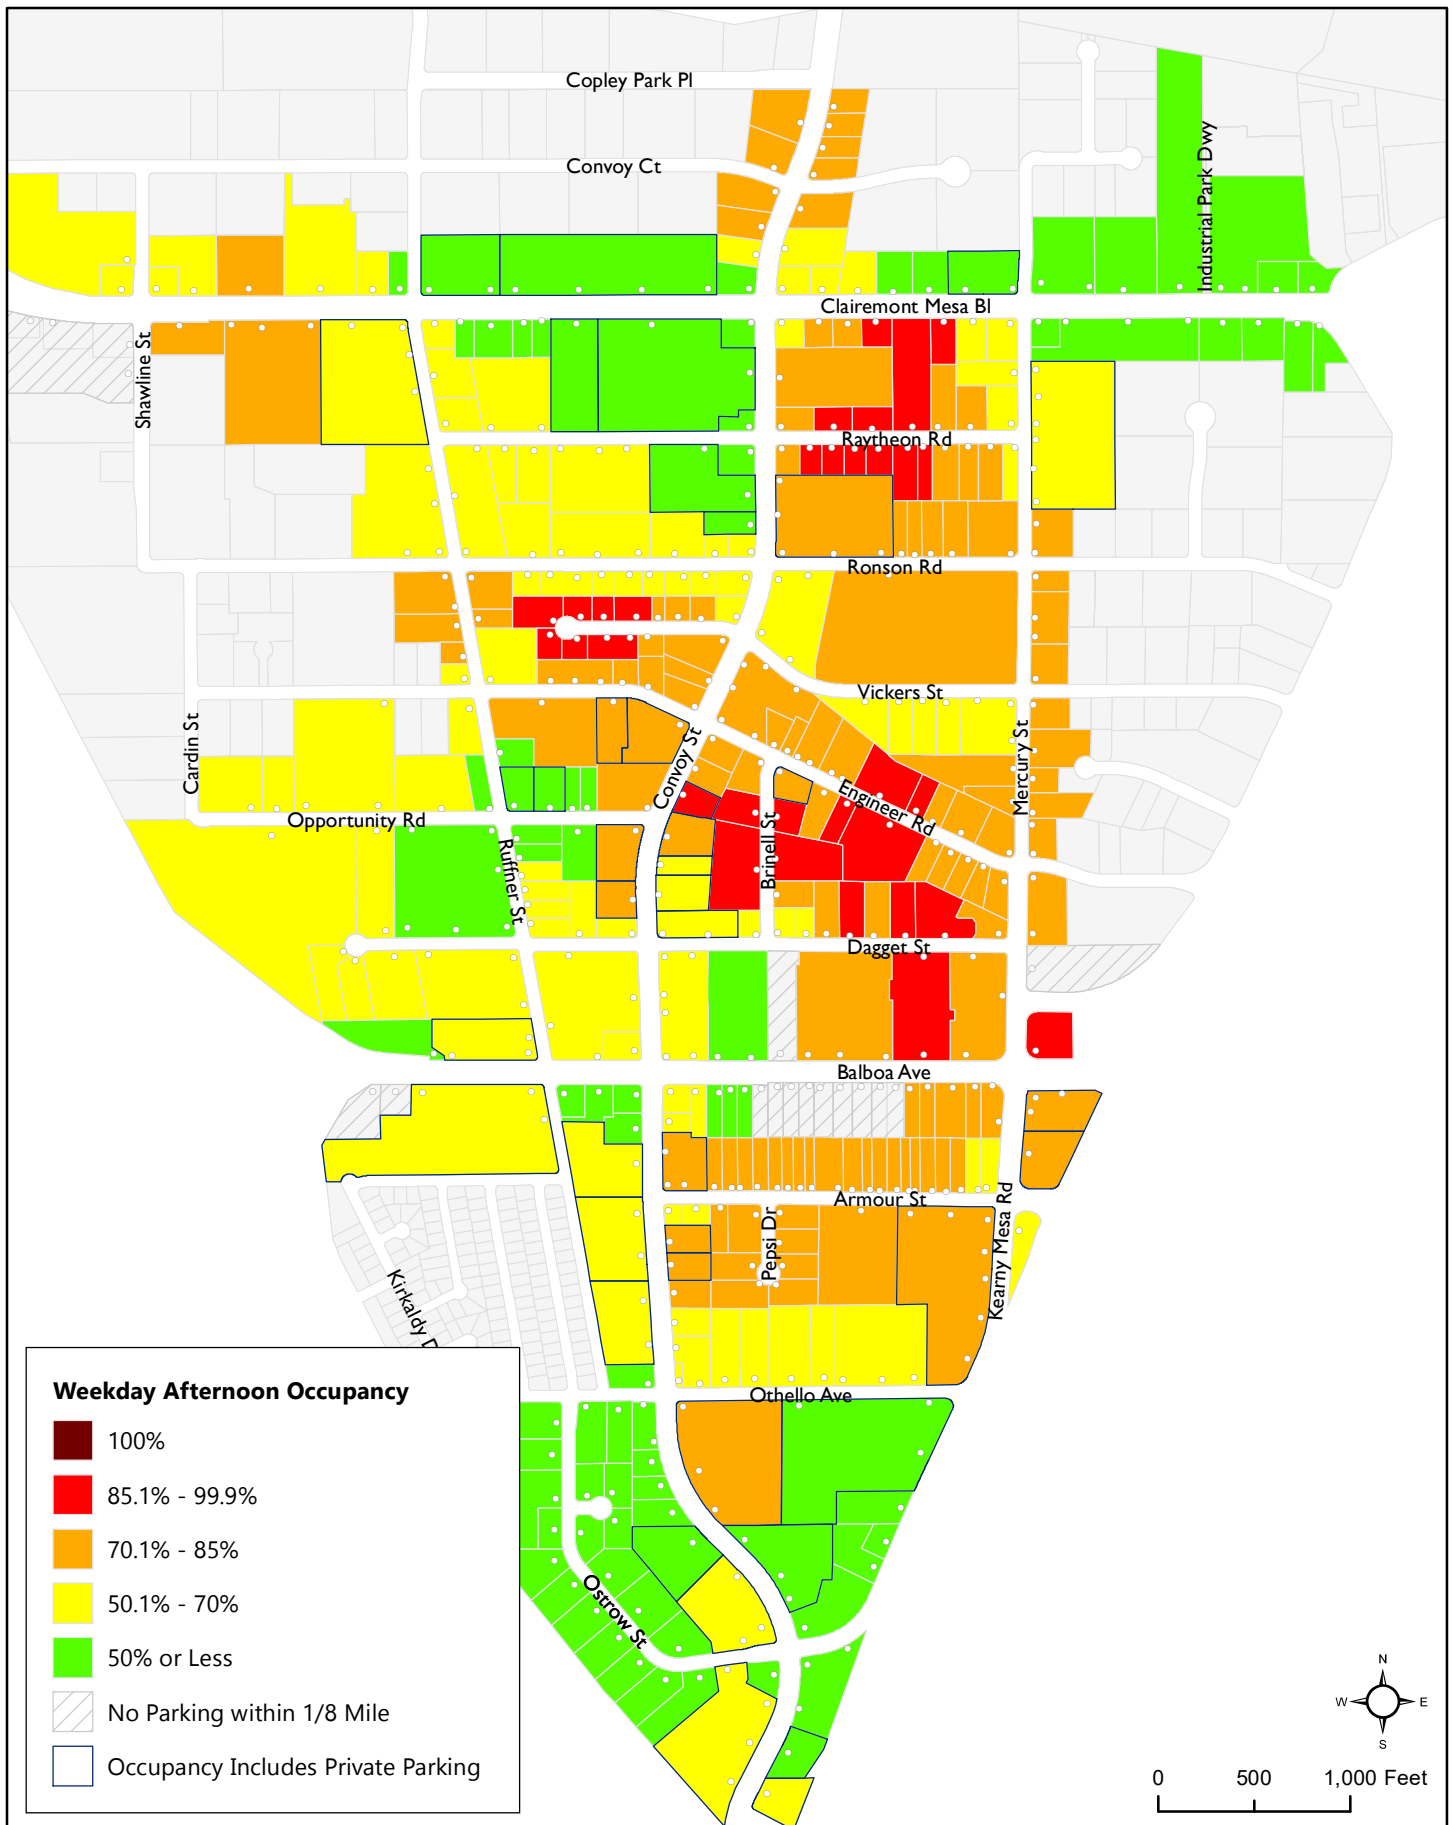 Copley Park Pl
Convoy Ct
Industrial Park Dwy
Clairemont Mesa Bl
Shawline St
Raytheon Rd
Ronson Rd
Vickers St
Cardin St
Convoy St
Mercury St
Engineer Rd
Opportunity Rd
Brinell St
Ruffner St
Dagget St
Balboa Ave
Armour St
Pepsi Dr
Kearny Mesa Rd
Kirkaldy D
Othello Ave
Ostrow St
Weekday Afternoon Occupancy
100%
85.1% - 99.9%
70.1% - 85%
50.1% - 70%
50% or Less
No Parking within 1/8 Mile
Occupancy Includes Private Parking
N
W E
S
0 500 1,000 Feet